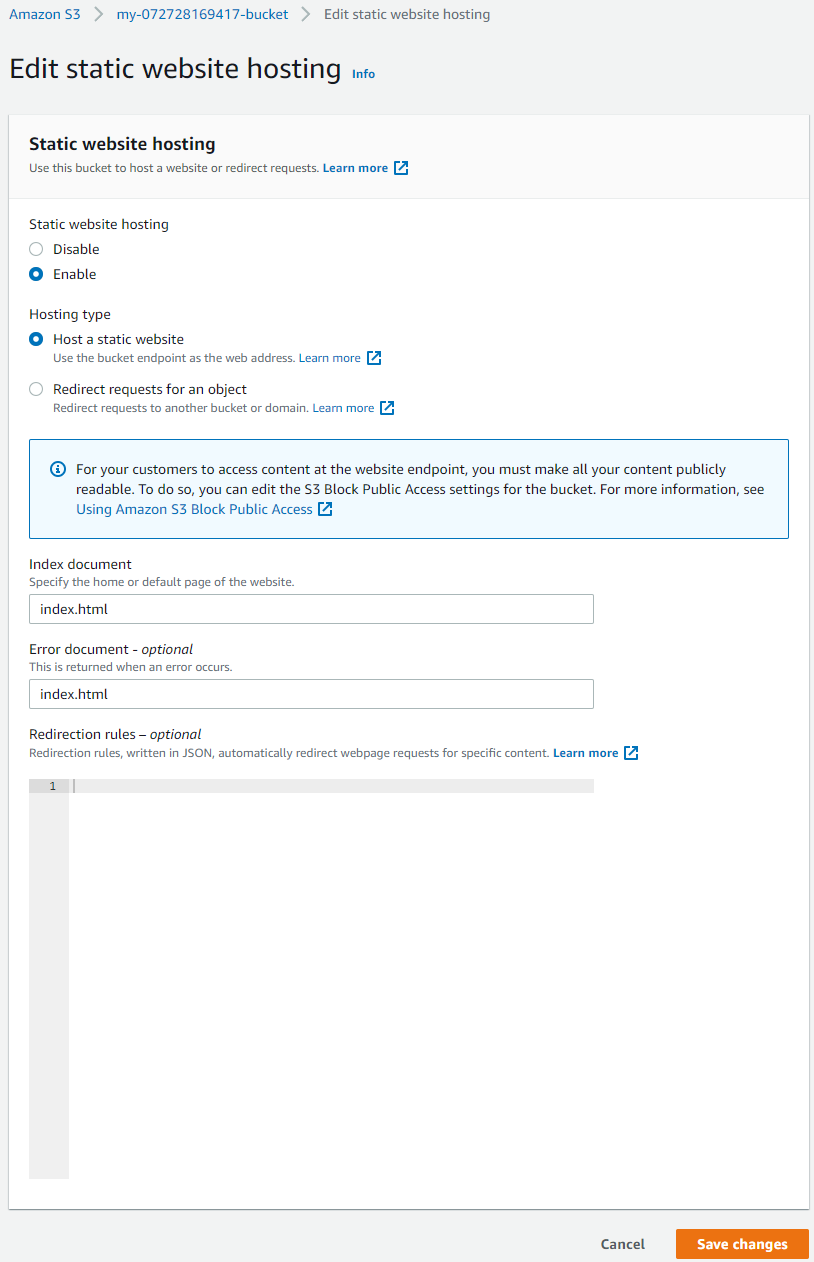 Amazon S3 > my-072728169417-bucket > Edit static website hosting
Edit static website hosting Info
Static website hosting
Use this bucket to host a website or redirect requests. Learn more
Static website hosting
Disable
Enable
Hosting type
Host a static website
Use the bucket endpoint as the web address. Learn more
Redirect requests for an object
Redirect requests to another bucket or domain. Learn more
For your customers to access content at the website endpoint, you must make all your content publicly
readable. To do so, you can edit the S3 Block Public Access settings for the bucket. For more information, see
Using Amazon S3 Block Public Access
Index document
Specify the home or default page of the website.
index.html
Error document - optional
This is returned when an error occurs.
index.html
Redirection rules – optional
Redirection rules, written in JSON, automatically redirect webpage requests for specific content. Learn more
1
Cancel Save changes